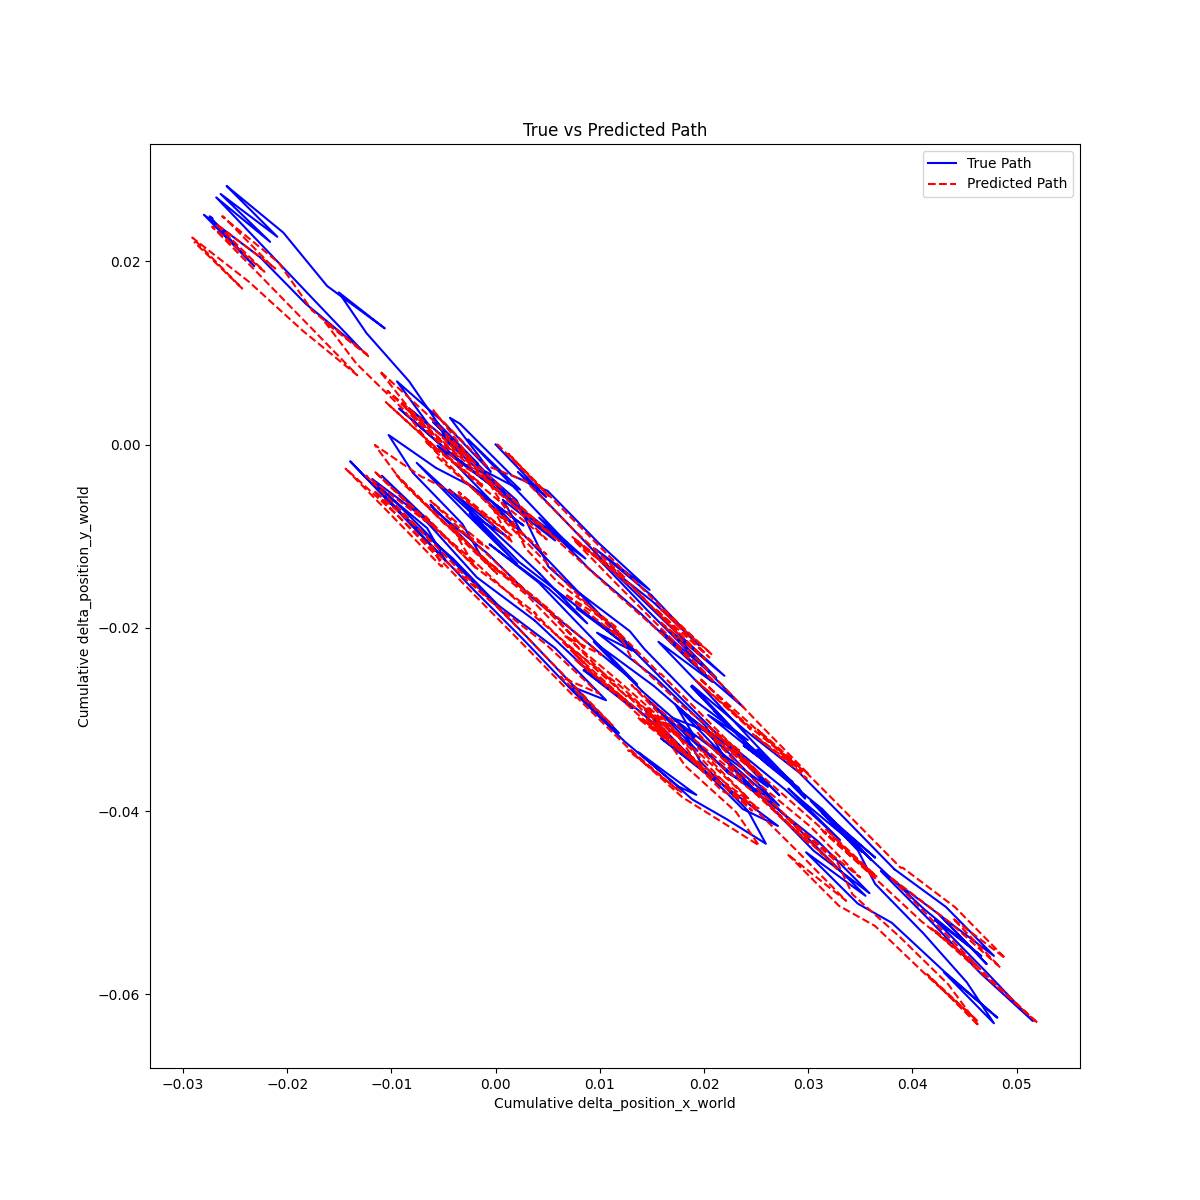 True vs Predicted Path
True Path
Predicted Path
Cumulative delta_position_y_world
0.02
0.00
−0.02
−0.04
−0.06
−0.03
−0.02
−0.01
0.00
0.01
0.02
0.03
0.04
0.05
Cumulative delta_position_x_world